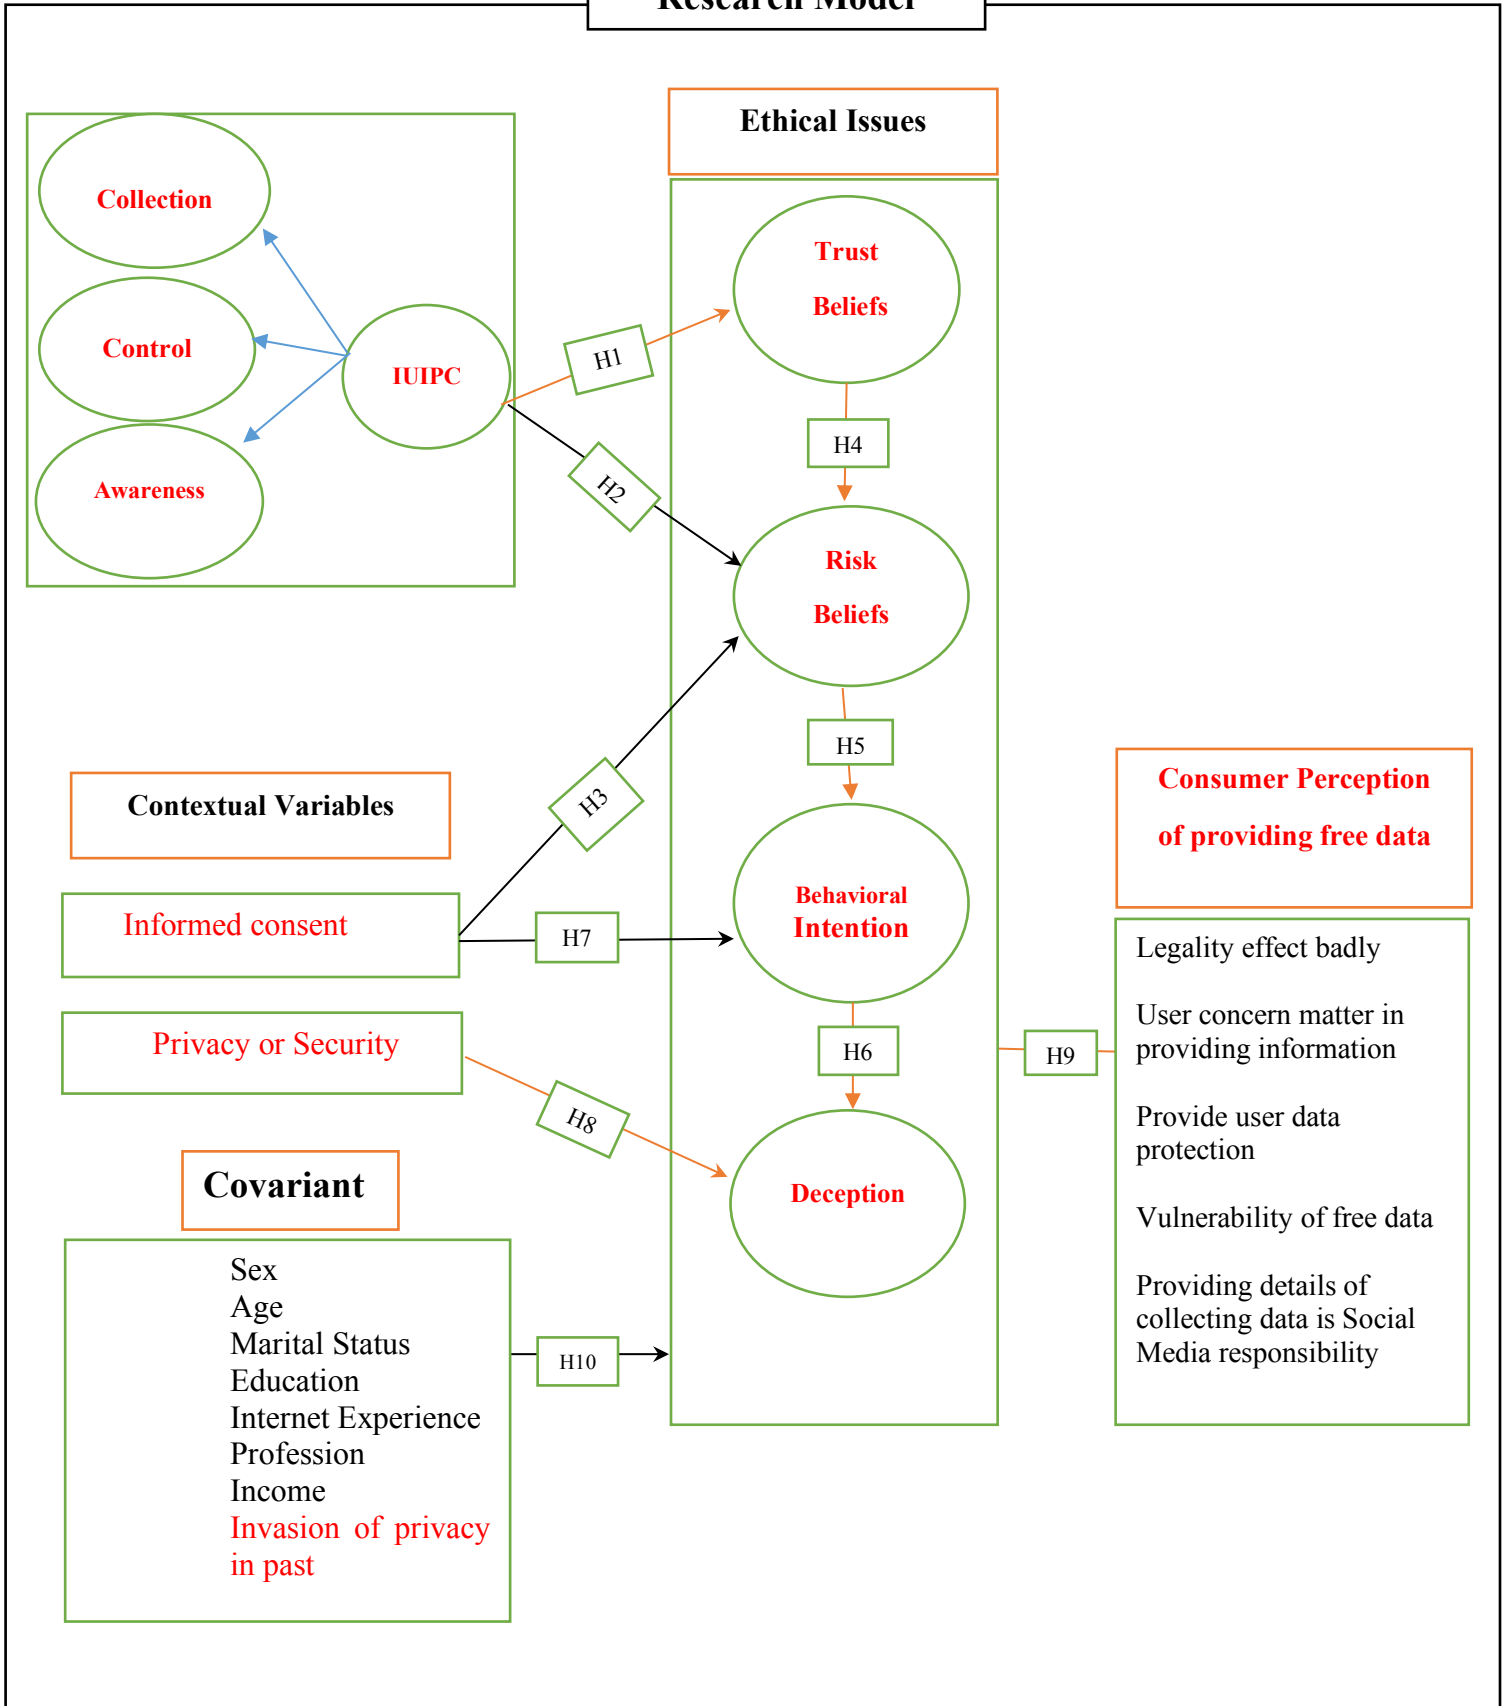 Research Model
Ethical Issues
Collection
Control
Awareness
IUIPC
H1
H2
Trust
Beliefs
H4
Risk
Beliefs
H3
H5
Contextual Variables
Informed consent
H7
Behavioral
Intention
Privacy or Security
H8
H6
Deception
Consumer Perception
of providing free data
H9
Legality effect badly
User concern matter in
providing information
Provide user data
protection
Vulnerability of free data
Providing details of
collecting data is Social
Media responsibility
Covariant
Sex
Age
Marital Status
Education
Internet Experience
Profession
Income
Invasion of privacy
in past
H10